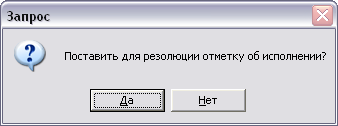 Запрос
Поставить для резолюции отметку об исполнении?
Да
Нет